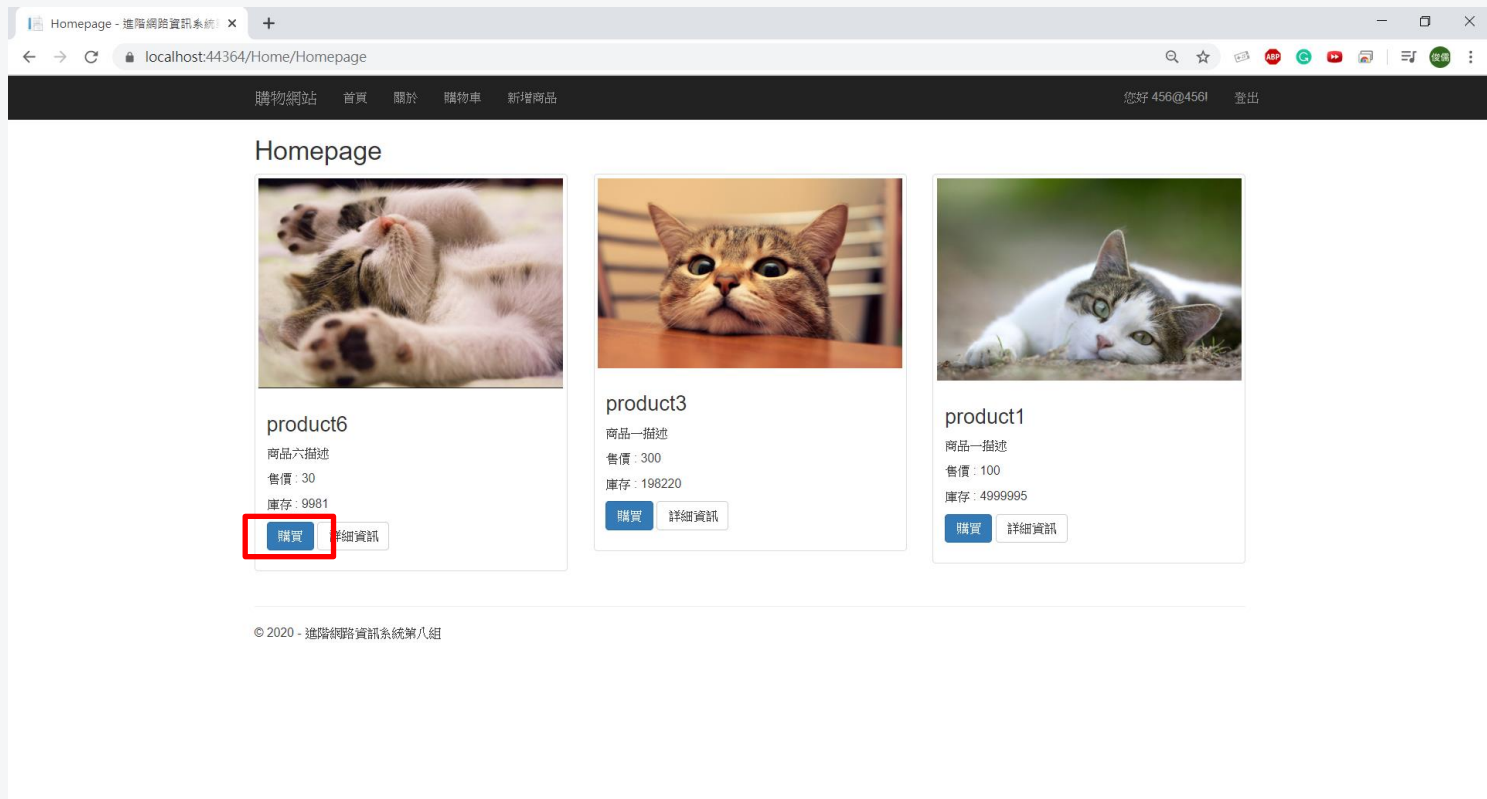 Homepage - 進階網路資訊系統
localhost:44364/Home/Homepage
ABP
G
俊儒
購物網站 首頁 關於 購物車 新增商品 您好 456@456! 登出
Homepage
product6
商品六描述
售價 : 30
庫存 : 9981
購買 詳細資訊
product3
商品一描述
售價 : 300
庫存 : 198220
購買 詳細資訊
product1
商品一描述
售價 : 100
庫存 : 4999995
購買 詳細資訊
© 2020 - 進階網路資訊系統第八組